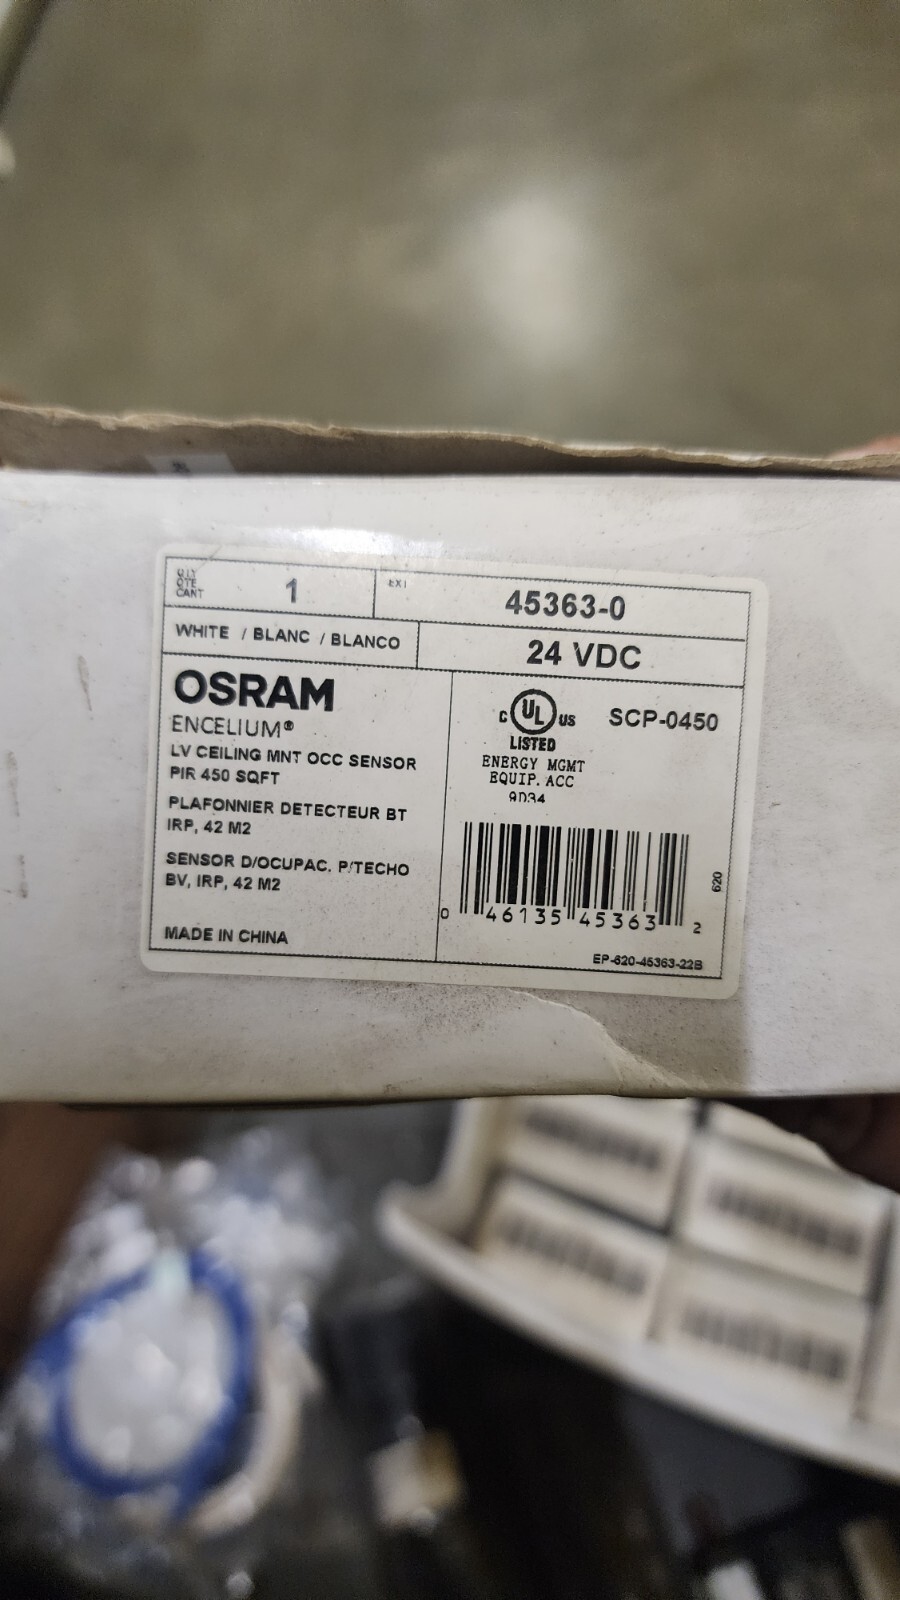 QTY
QTE
CANT
1
EXT
45363-0
WHITE / BLANC / BLANCO
24 VDC
OSRAM
ENCELIUM®
LV CEILING MNT OCC SENSOR
PIR 450 SQFT
PLAFONNIER DETECTEUR BT
IRP, 42 M2
SENSOR D/OCUPAC. P/TECHO
BV, IRP, 42 M2
MADE IN CHINA
C UL US
LISTED
SCP-0450
ENERGY MGMT
EQUIP. ACC
9D34
620
0 46135 45363 2
EP-620-45363-22B